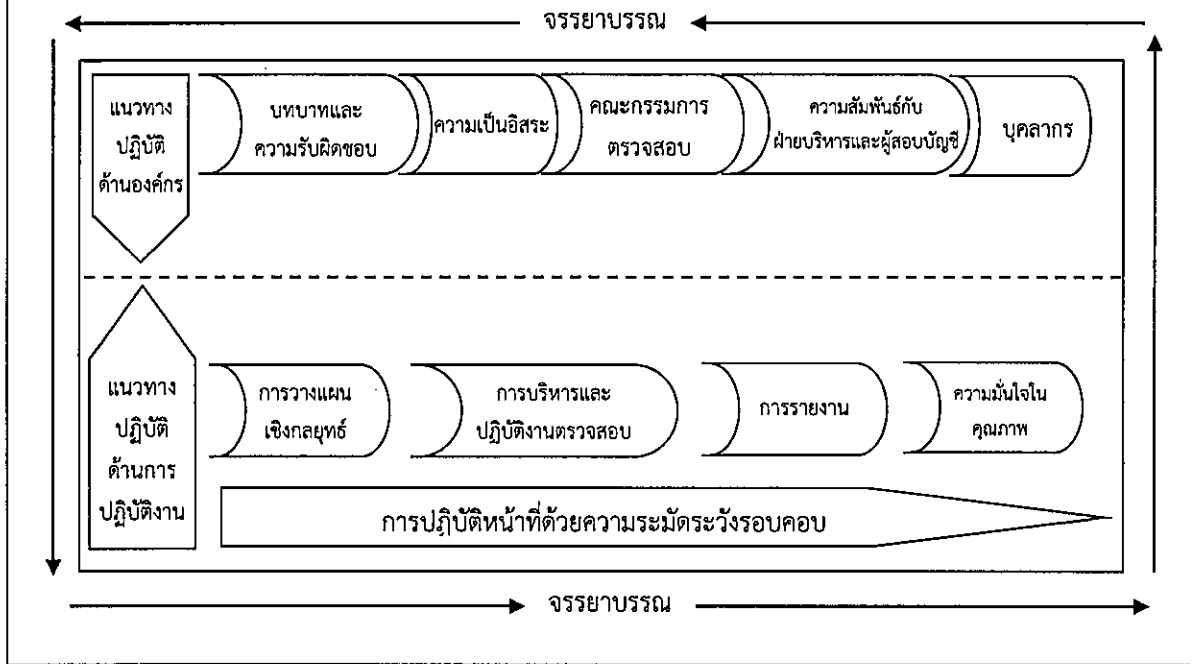 จรรยาบรรณ
แนวทาง
ปฏิบัติ
ด้านองค์กร
บทบาทและ
ความรับผิดชอบ
ความเป็นอิสระ
คณะกรรมการ
ตรวจสอบ
ความสัมพันธ์กับ
ฝ่ายบริหารและผู้สอบบัญชี
บุคลากร
แนวทาง
ปฏิบัติ
ด้านการ
ปฏิบัติงาน
การวางแผน
เชิงกลยุทธ์
การบริหารและ
ปฏิบัติงานตรวจสอบ
การรายงาน
ความมั่นใจใน
คุณภาพ
การปฏิบัติหน้าที่ด้วยความระมัดระวังรอบคอบ
จรรยาบรรณ